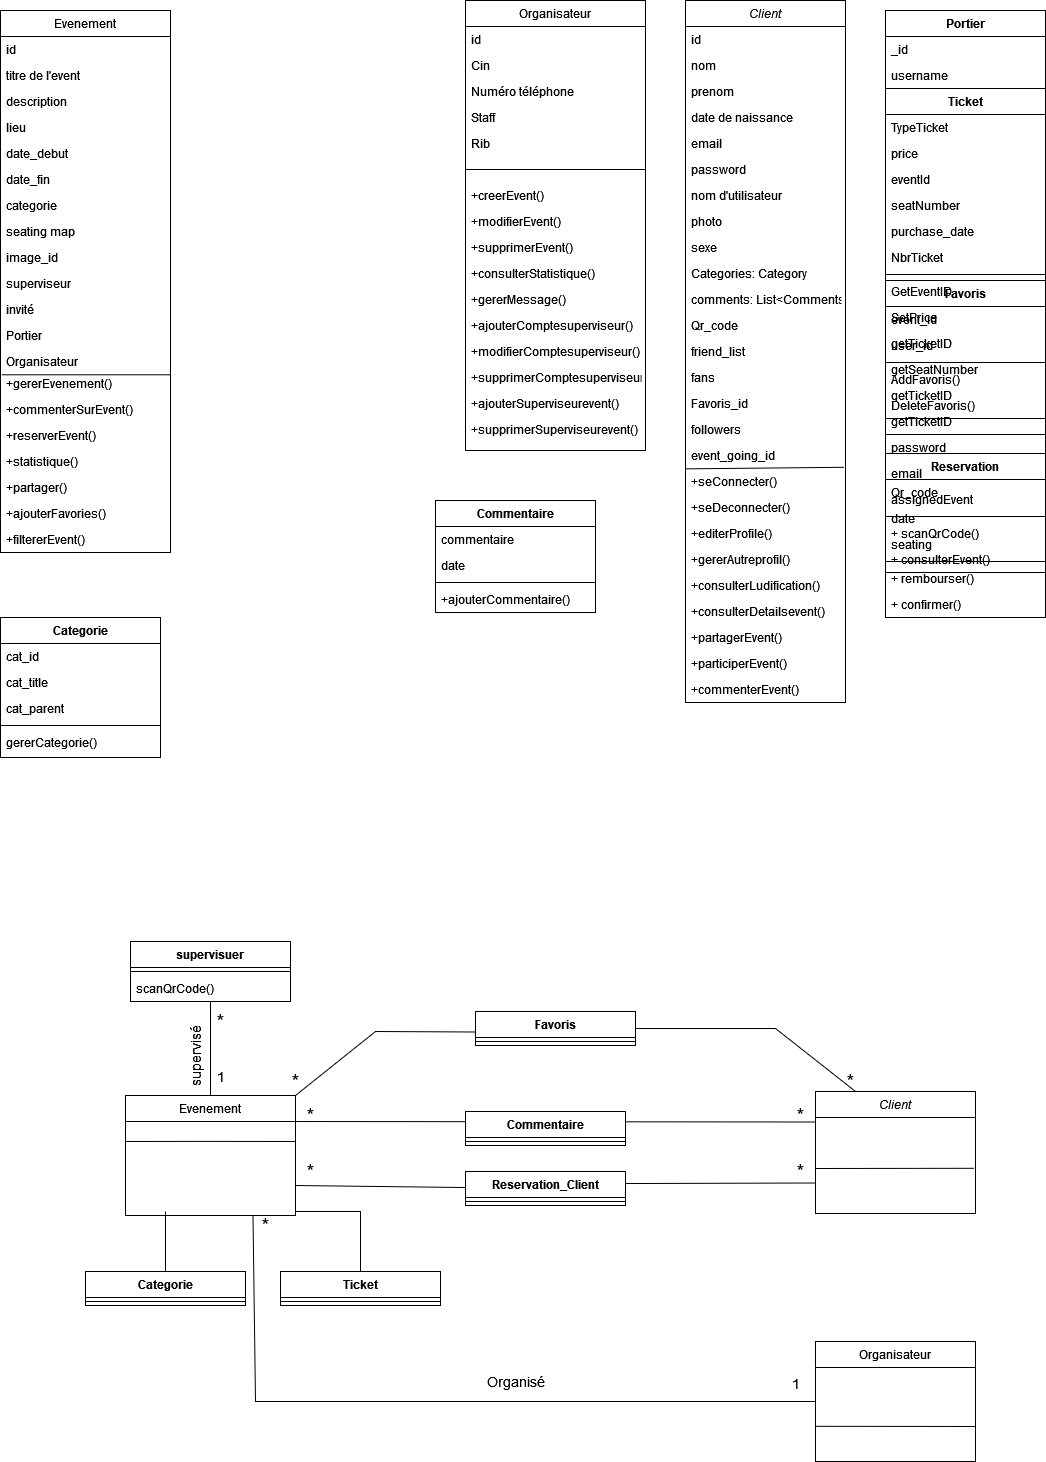 Evenement
id
titre de l'event
description
lieu
date_debut
date_fin
categorie
seating map
image_id
superviseur
invité
Portier
Organisateur
+gererEvenement()
+commenterSurEvent()
+reserverEvent()
+statistique()
+partager()
+ajouterFavories()
+filtererEvent()
Categorie
cat_id
cat_title
cat_parent
gererCategorie()
Organisateur
id
Cin
Numéro téléphone
Staff
Rib
+creerEvent()
+modifierEvent()
+supprimerEvent()
+consulterStatistique()
+gererMessage()
+ajouterComptesuperviseur()
+modifierComptesuperviseur()
+supprimerComptesuperviseur
+ajouterSuperviseurevent()
+supprimerSuperviseurevent()
Commentaire
commentaire
date
+ajouterCommentaire()
Client
id
nom
prenom
date de naissance
email
password
nom d'utilisateur
photo
sexe
Categories: Category
comments: List<Comments
Qr_code
friend_list
fans
Favoris_id
followers
event_going_id
+seConnecter()
+seDeconnecter()
+editerProfile()
+gererAutreprofil()
+consulterLudification()
+consulterDetailsevent()
+partagerEvent()
+participerEvent()
+commenterEvent()
Portier
_id
username
Ticket
TypeTicket
price
eventId
seatNumber
purchase_date
NbrTicket
GetEventID
Favoris
SetPrice
event_id
getTicketID
user_id
getSeatNumber
AddFavoris()
getTicketID
DeleteFavoris()
getTicketID
password
Reservation
email
Qr_code
assignedEvent
date
+ scanQrCode()
seating
+ consulterEvent()
+ rembourser()
+ confirmer()
supervisuer
scanQrCode()
*
supervisé
1
Favoris
*
*
Evenement
*
Commentaire
*
Client
*
Reservation_Client
*
*
Categorie
Ticket
Organisé
1
Organisateur